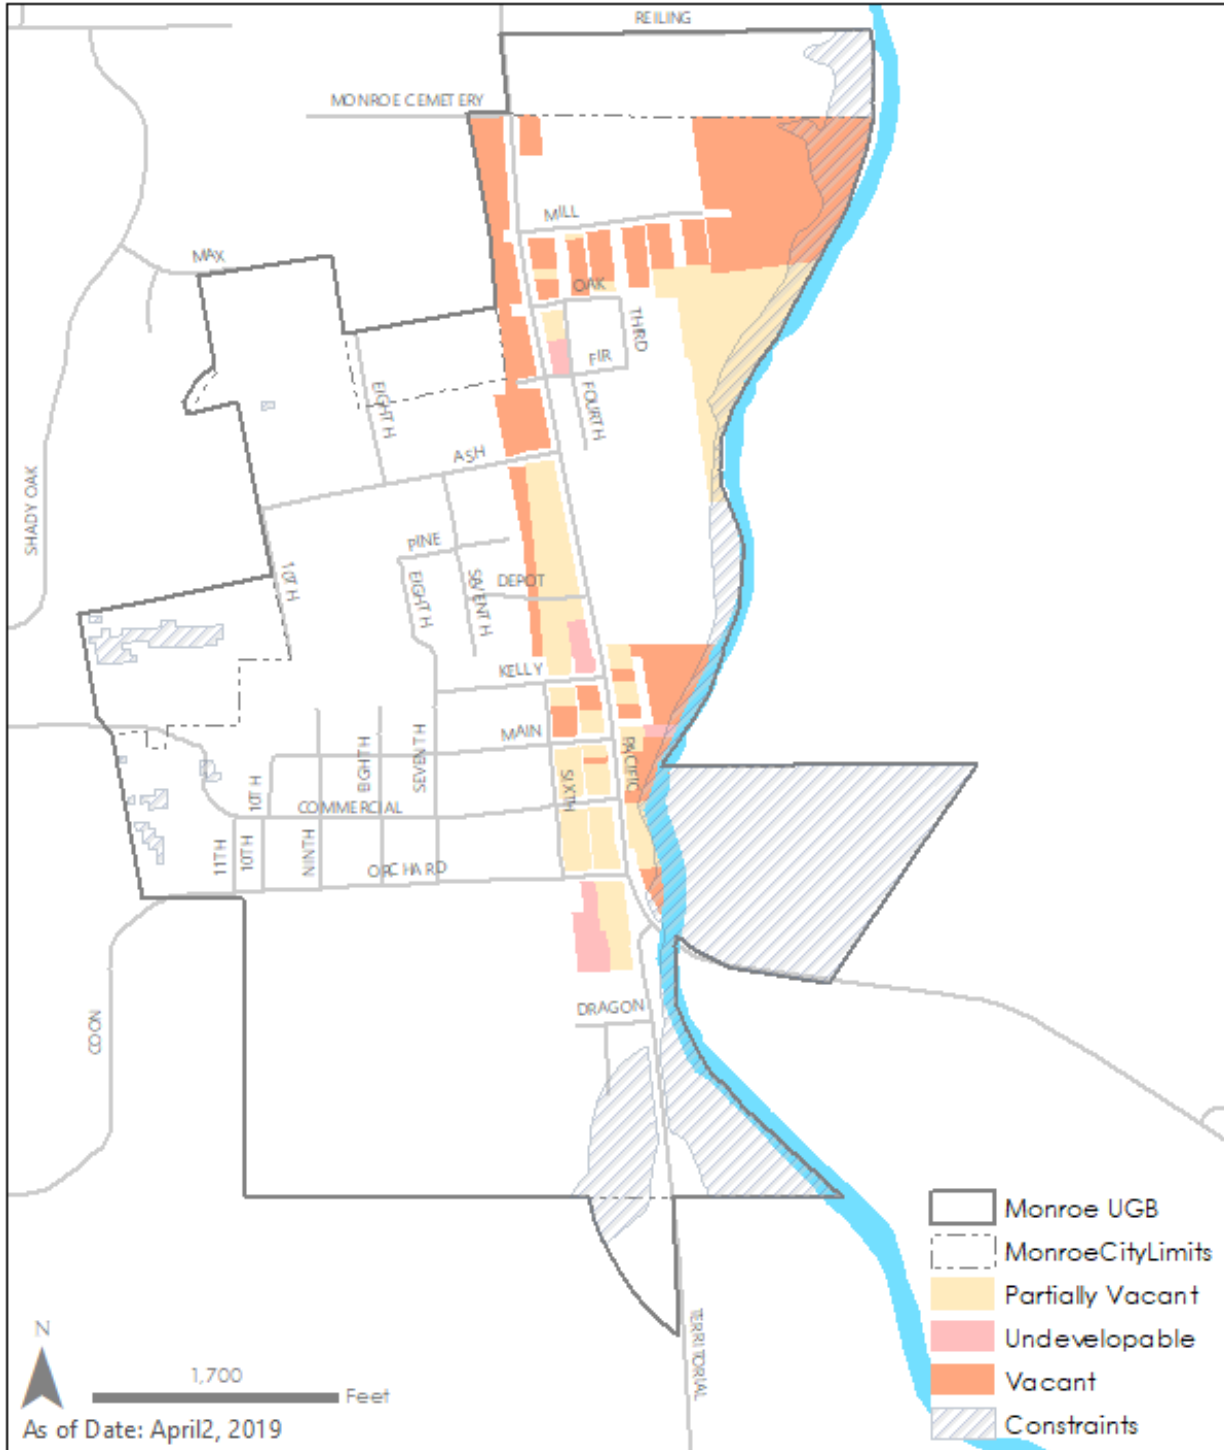 REILING
MONROE CEMETERY
MILL
MAX
OAK
THIRD
FIR
EIGHTH
FOURTH
ASH
SHADY OAK
PINE
10TH
EIGHTH
SEVENTH
DEPOT
KELLY
MAIN
EIGHTH
SEVENTH
SIXTH
PACIFIC
10TH
COMMERCIAL
11TH
10TH
NINTH
ORCHARD
COON
DRAGON
TERRITORIAL
Monroe UGB
MonroeCityLimits
Partially Vacant
Undevelopable
Vacant
Constraints
N
1,700
Feet
As of Date: April2, 2019